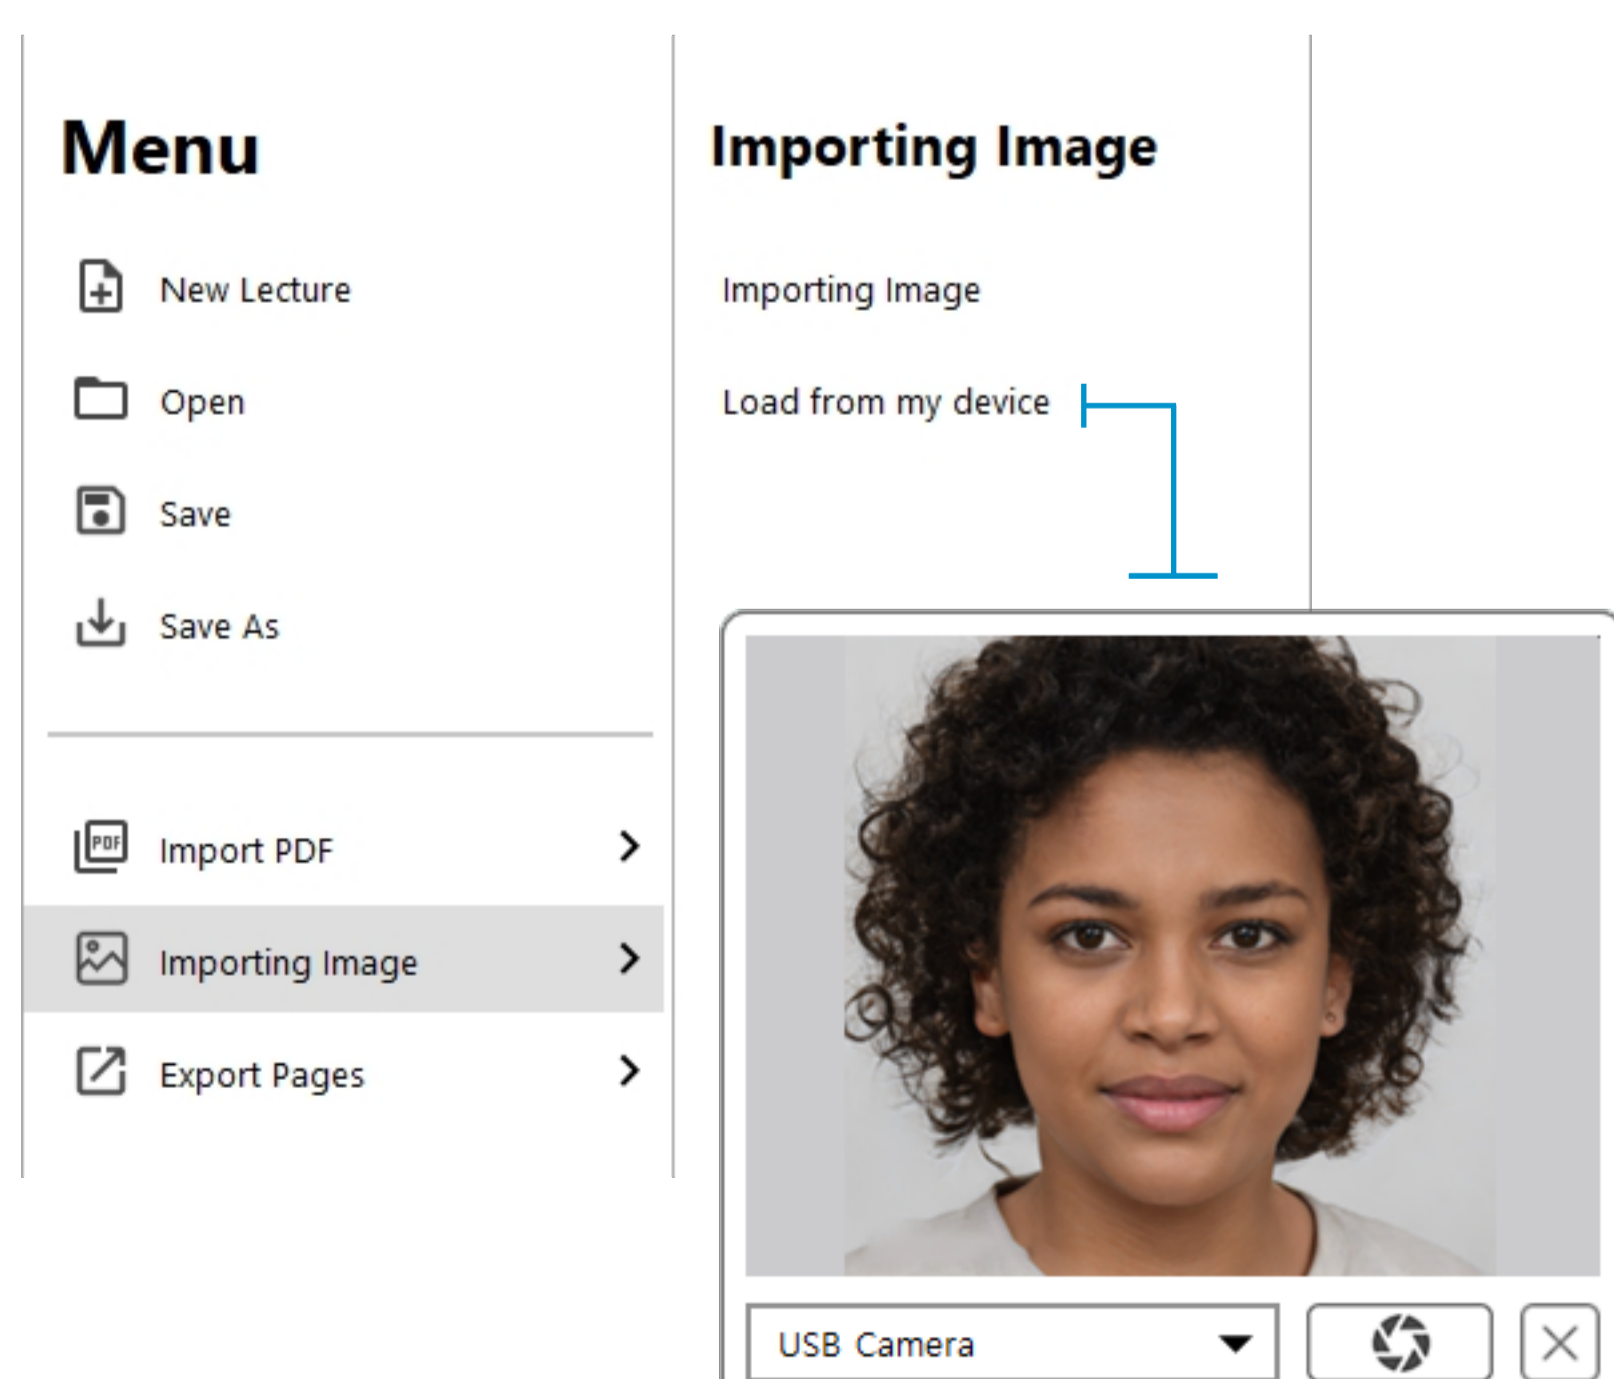 Menu
New Lecture
Open
Save
Save As
PDF
Import PDF
Importing Image
Export Pages
Importing Image
Importing Image
Load from my device
USB Camera